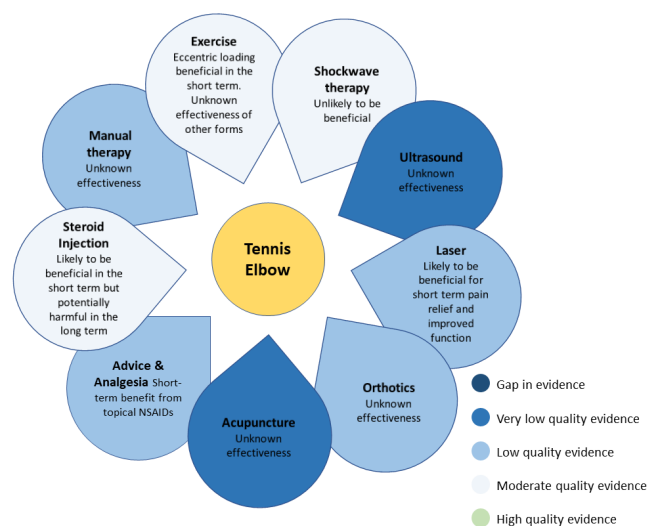 Exercise
Eccentric loading
beneficial in the
short term.
Unknown
effectiveness of
other forms
Shockwave
therapy
Unlikely to be
beneficial
Manual
therapy
Unknown
effectiveness
Ultrasound
Unknown
effectiveness
Steroid
Injection
Likely to be
beneficial in the
short term but
potentially
harmful in the
long term
Tennis
Elbow
Laser
Likely to be
beneficial for
short term pain
relief and
improved
function
Advice &
Analgesia Short-
term benefit from
topical NSAIDs
Acupuncture
Unknown
effectiveness
Orthotics
Unknown
effectiveness
Gap in evidence
Very low quality evidence
Low quality evidence
Moderate quality evidence
High quality evidence